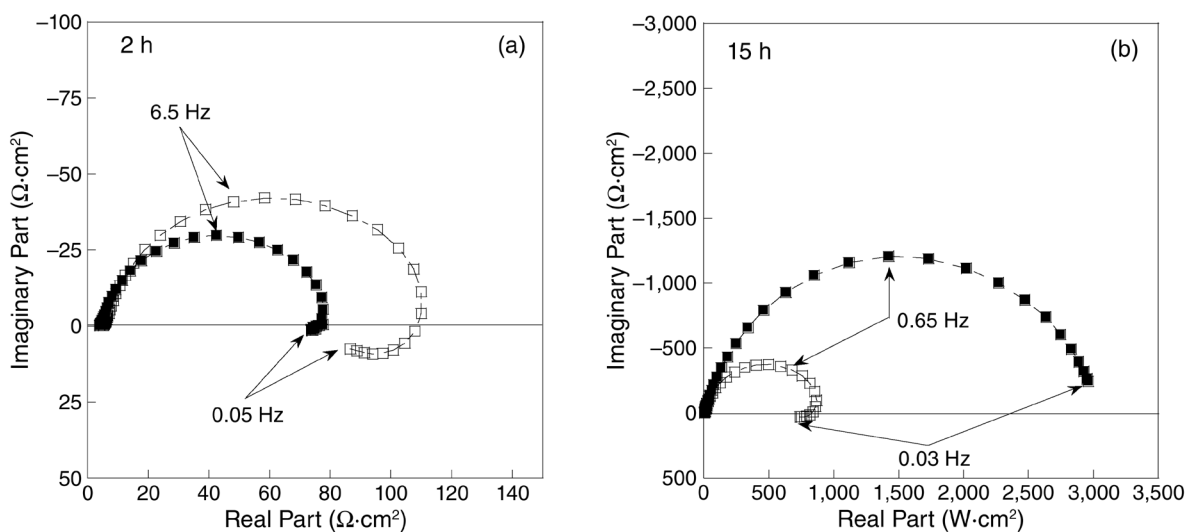 2 h
(a)
–100
–75
–50
–25
0
25
50
6.5 Hz
0.05 Hz
0 20 40 60 80 100 120 140
Real Part (Ω·cm²)
Imaginary Part (Ω·cm²)
15 h
(b)
–3,000
–2,500
–2,000
–1,500
–1,000
–500
0
500
0.65 Hz
0.03 Hz
0 500 1,000 1,500 2,000 2,500 3,000 3,500
Real Part (W·cm²)
Imaginary Part (Ω·cm²)